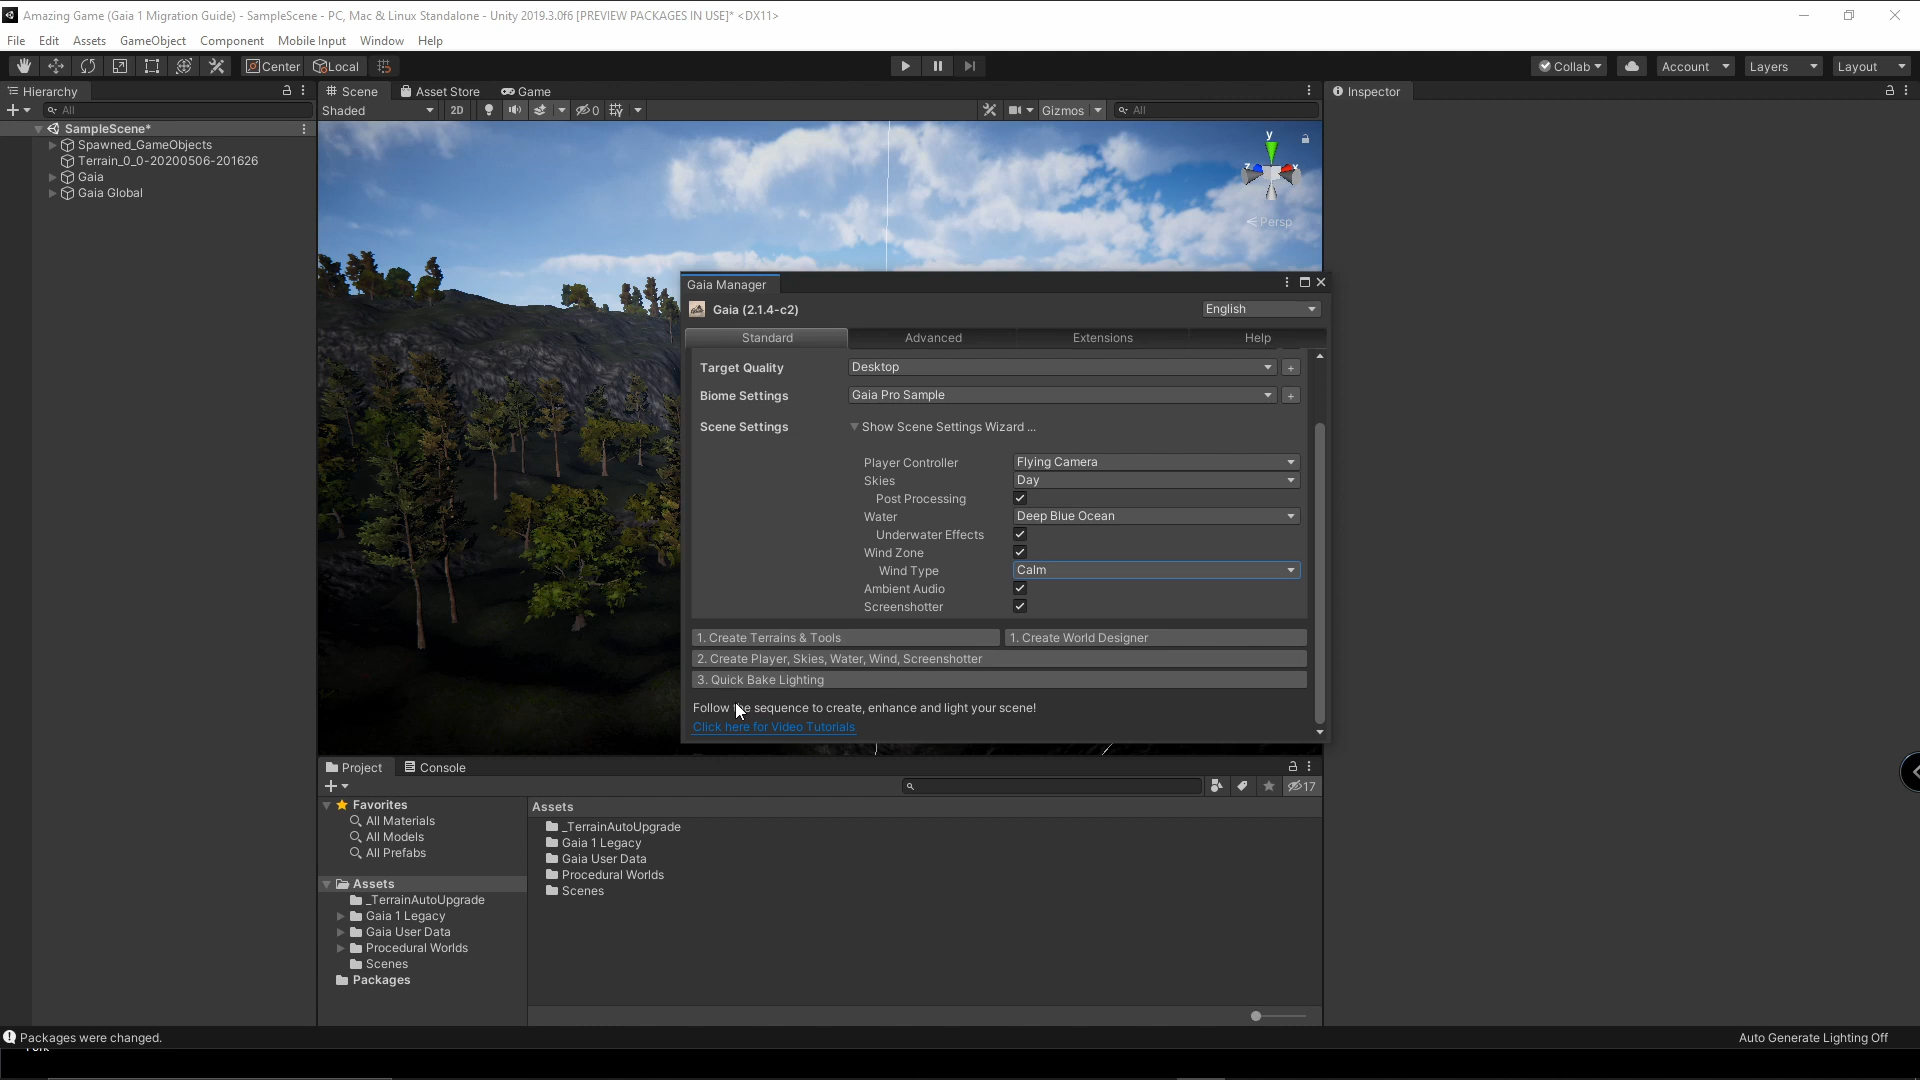 Amazing Game (Gaia 1 Migration Guide) - SampleScene - PC, Mac & Linux Standalone - Unity 2019.3.0f6 [PREVIEW PACKAGES IN USE]* <DX11>
File Edit Assets GameObject Component Mobile Input Window Help
Center Local Collab Account Layers Layout
Hierarchy
All
SampleScene*
Spawned_GameObjects
Terrain_0_0-20200506-201626
Gaia
Gaia Global
Scene Asset Store Game
Shaded 2D 0 Gizmos All
y
z x
Persp
Inspector
Gaia Manager
Gaia (2.1.4-c2) English
Standard Advanced Extensions Help
Target Quality Desktop +
Biome Settings Gaia Pro Sample +
Scene Settings Show Scene Settings Wizard ...
Player Controller Flying Camera
Skies Day
Post Processing
Water Deep Blue Ocean
Underwater Effects
Wind Zone
Wind Type Calm
Ambient Audio
Screenshotter
1. Create Terrains & Tools 1. Create World Designer
2. Create Player, Skies, Water, Wind, Screenshotter
3. Quick Bake Lighting
Follow the sequence to create, enhance and light your scene!
Click here for Video Tutorials
Project Console
17
Favorites
All Materials
All Models
All Prefabs
Assets
_TerrainAutoUpgrade
Gaia 1 Legacy
Gaia User Data
Procedural Worlds
Scenes
Packages
Assets
_TerrainAutoUpgrade
Gaia 1 Legacy
Gaia User Data
Procedural Worlds
Scenes
Packages were changed. Auto Generate Lighting Off